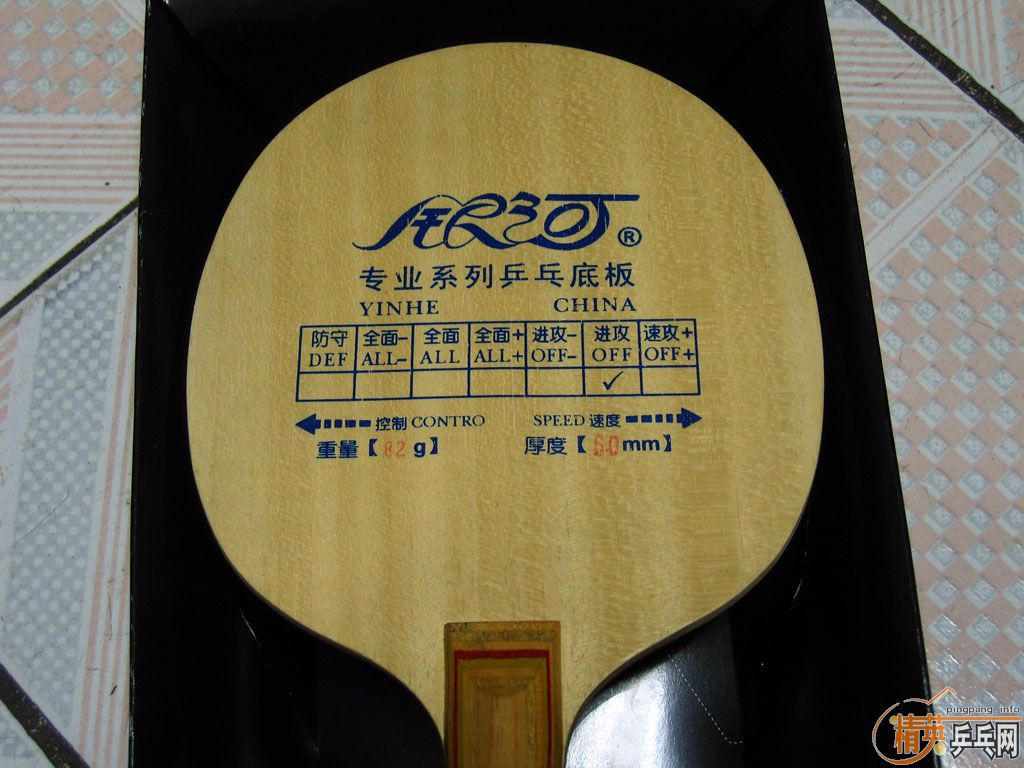 银河®
专业系列乒乓底板
YINHE CHINA
防守 全面- 全面 全面+ 进攻- 进攻 速攻+
DEF ALL- ALL ALL+ OFF- OFF OFF+
✓
控制 CONTRO SPEED 速度
重量【82 g】 厚度【6.0mm】
pingpang.info
精英乒乓网